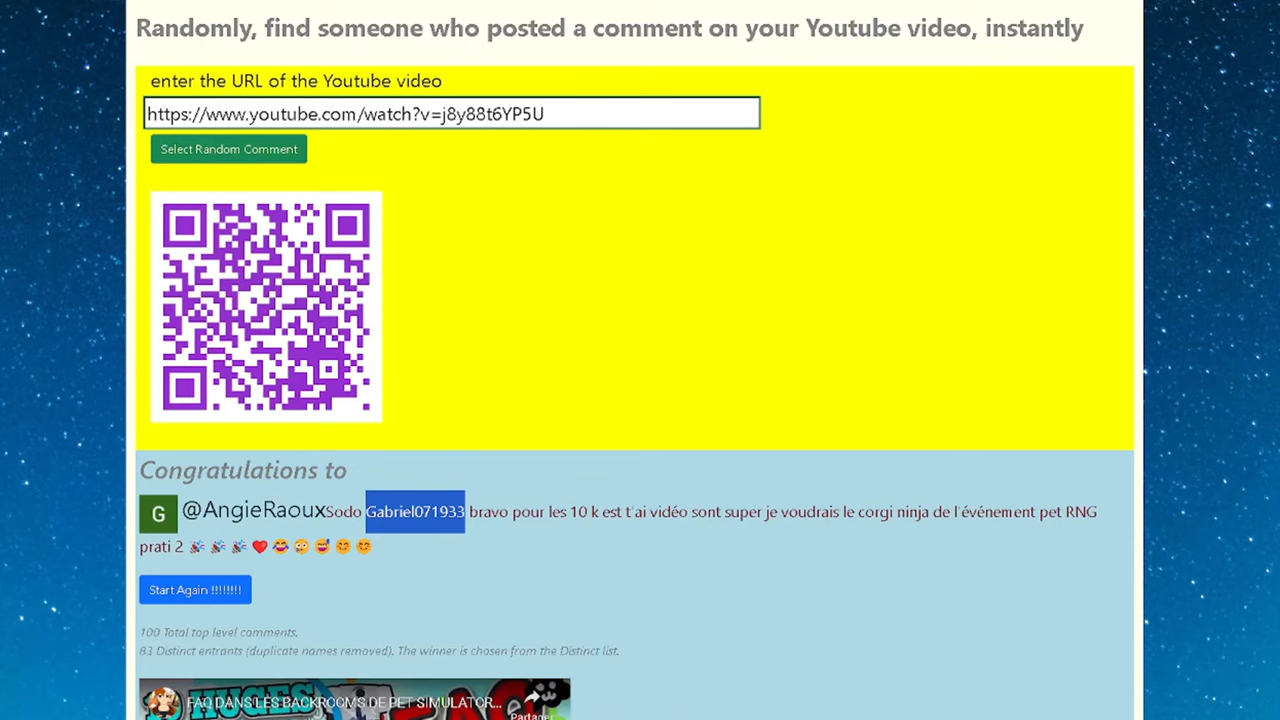 Randomly, find someone who posted a comment on your Youtube video, instantly
enter the URL of the Youtube video
https://www.youtube.com/watch?v=j8y88t6YP5U
Select Random Comment
Congratulations to
G @AngieRaouxSodo Gabriel071933 bravo pour les 10 k est t'ai vidéo sont super je voudrais le corgi ninja de l'événement pet RNG
prati 2 🎉 🎉 🎉 ❤️ 😂 🤪 😅 😊 😊
Start Again !!!!!!!!
100 Total top level comments.
83 Distinct entrants (duplicate names removed). The winner is chosen from the Distinct list.
FAQ DANS LES BACKROOMS DE PET SIMULATOR...
HUGES
FAQ
Partager